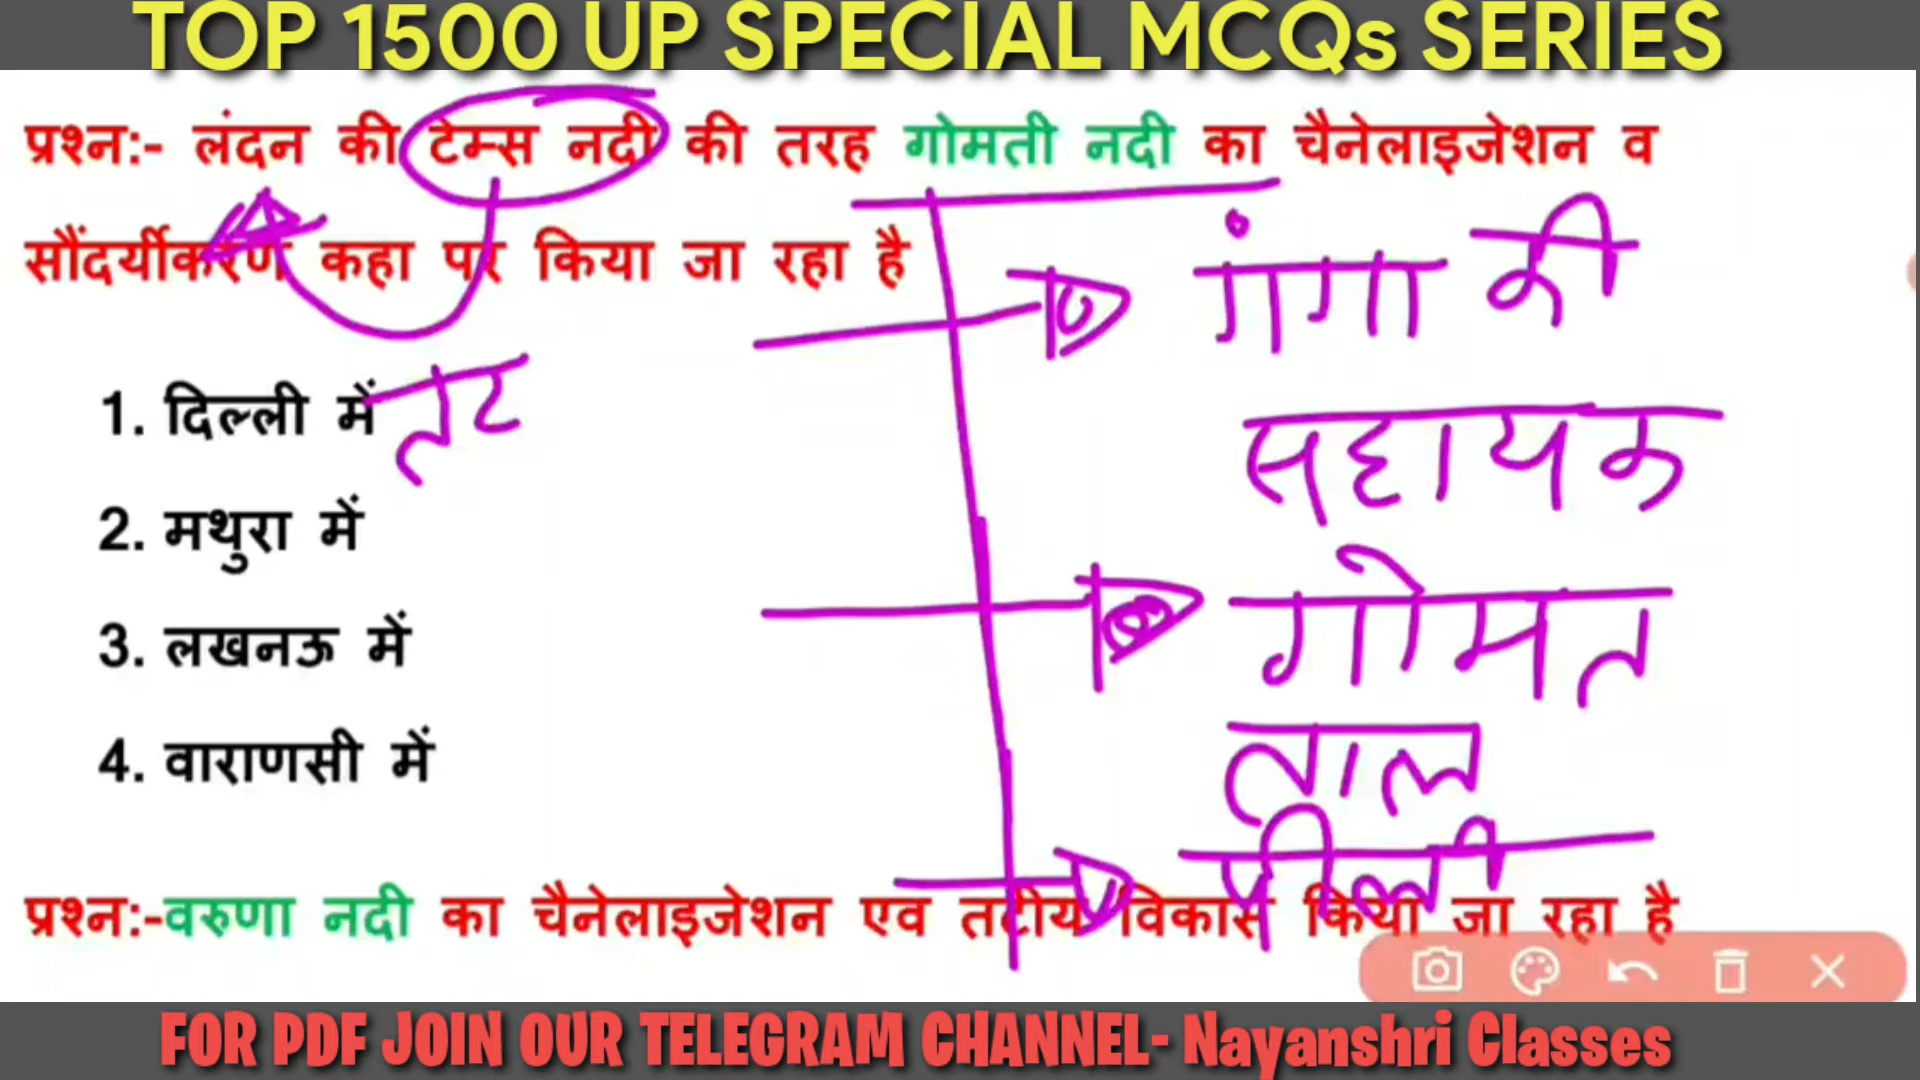 TOP 1500 UP SPECIAL MCQs SERIES
प्रश्न:- लंदन की टेम्स नदी की तरह गोमती नदी का चैनेलाइजेशन व
सौंदर्यीकरण कहा पर किया जा रहा है
गंगा की
1. दिल्ली में तट
सहायक
2. मथुरा में
3. लखनऊ में
गोमत
4. वाराणसी में
ताल
पीली
प्रश्न:-वरुणा नदी का चैनेलाइजेशन एव तटीय विकास किया जा रहा है
FOR PDF JOIN OUR TELEGRAM CHANNEL- Nayanshri Classes